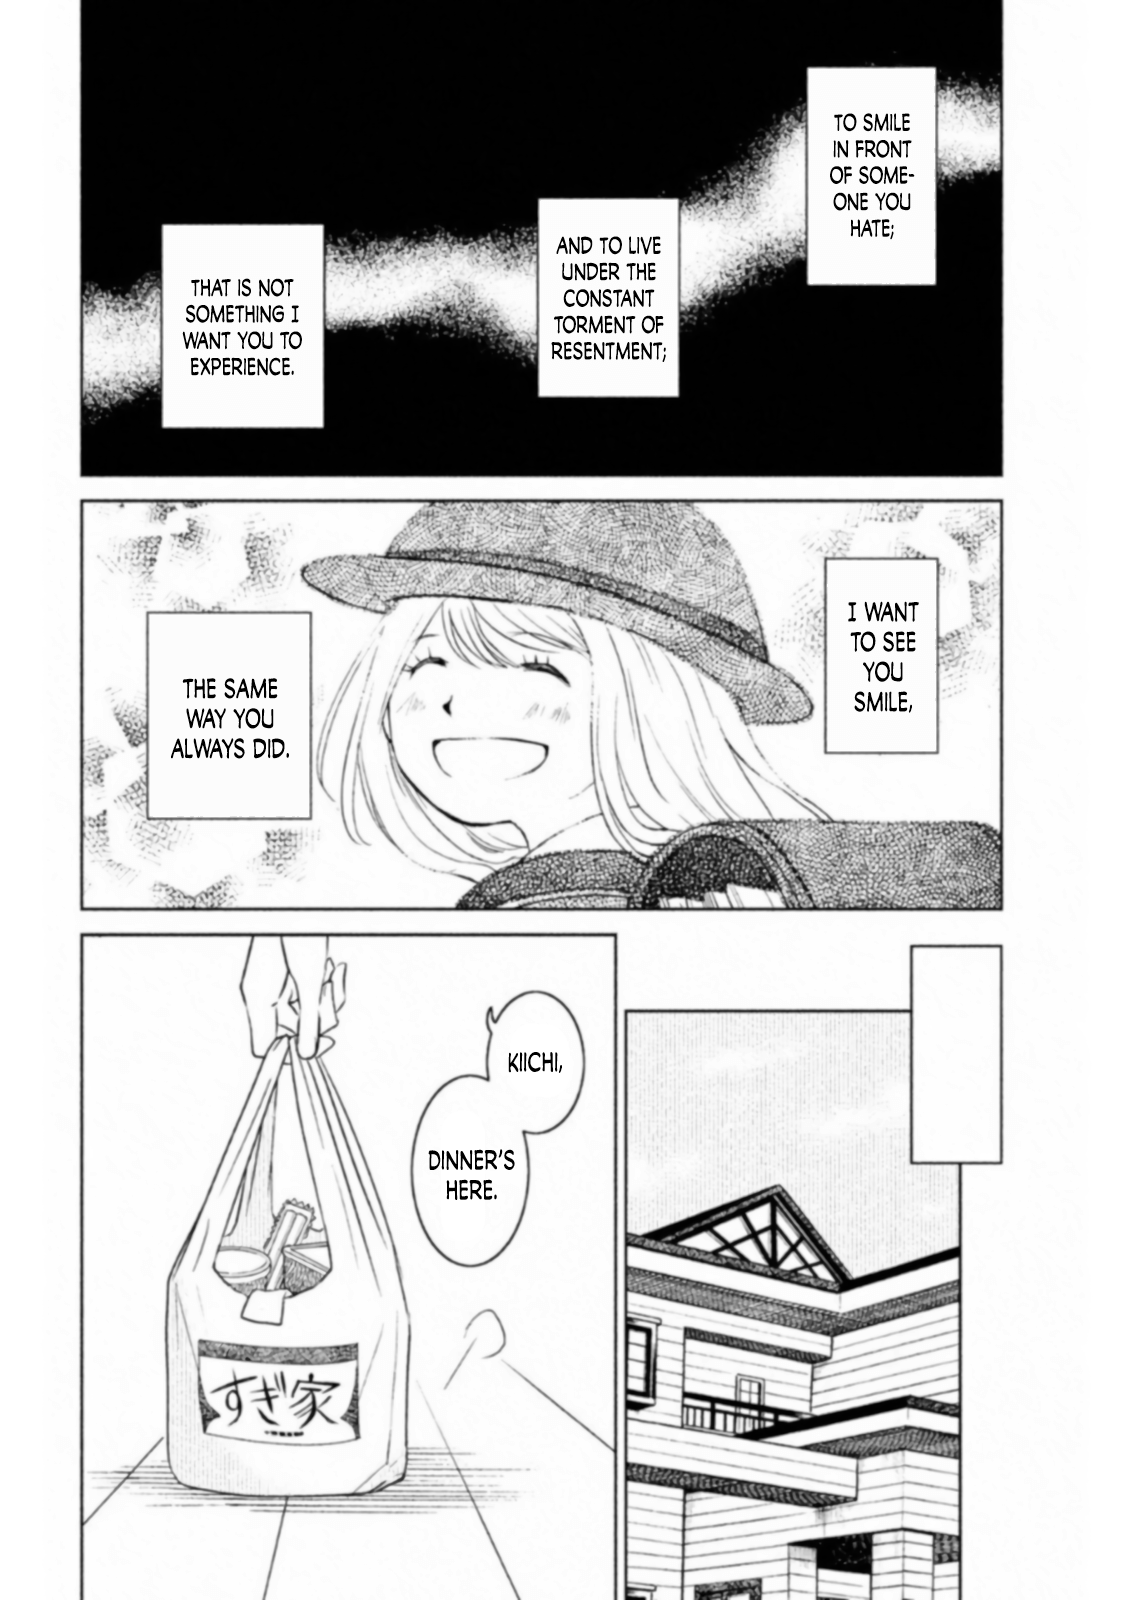 TO SMILE
IN FRONT
OF SOME-
ONE YOU
HATE;
AND TO LIVE
UNDER THE
CONSTANT
TORMENT OF
RESENTMENT;
THAT IS NOT
SOMETHING I
WANT YOU TO
EXPERIENCE.
I WANT
TO SEE
YOU
SMILE,
THE SAME
WAY YOU
ALWAYS DID.
KIICHI,
DINNER'S
HERE.
すぎ家